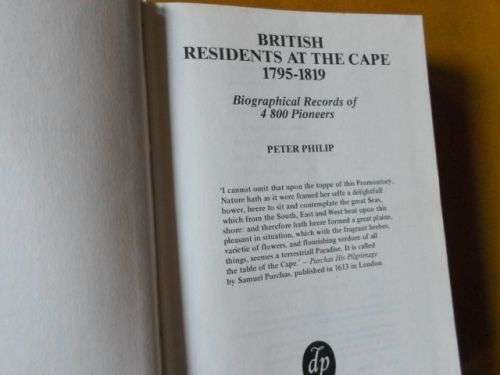 BRITISH
RESIDENTS AT THE CAPE
1795-1819
Biographical Records of
4 800 Pioneers
PETER PHILIP
'I cannot omit that upon the toppe of this Promontory,
Nature hath as it were framed her selfe a delightfull
bower, heere to sit and contemplate the great Seas,
which from the South, East and West beat upon this
shore: and therefore hath heere formed a great plaine,
pleasant in situation, which with the fragrant herbes,
varietie of flowers, and flourishing verdure of all
things, seemes a terrestriall Paradise. It is called
the table of the Cape.' – Purchas His Pilgrimage
by Samuel Purchas, published in 1613 in London.
dp